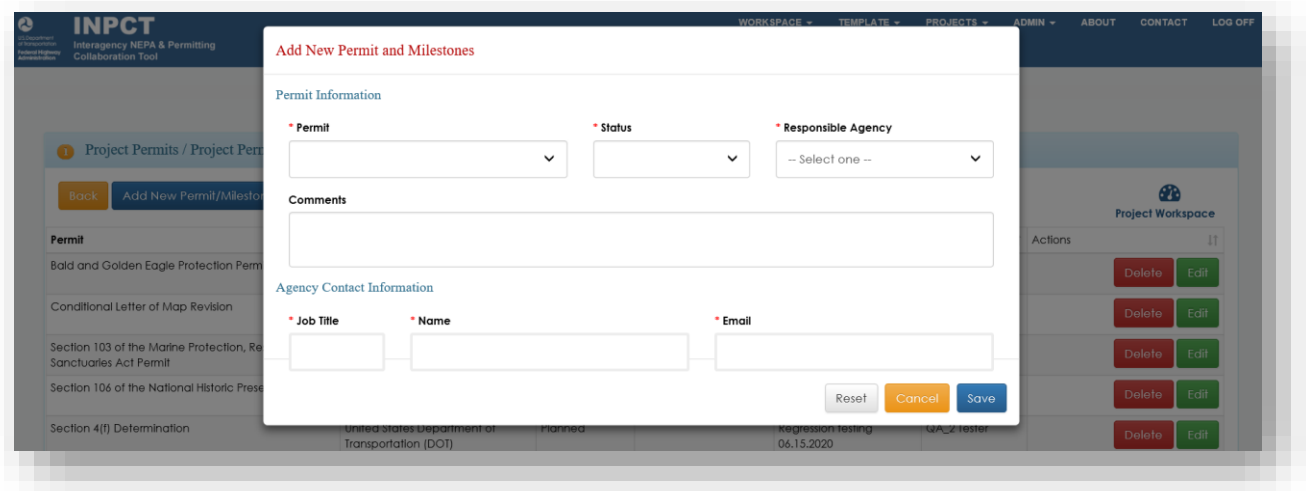 INPCT
U.S. Department
of Transportation
Federal Highway
Administration
Interagency NEPA & Permitting
Collaboration Tool
WORKSPACE TEMPLATE PROJECTS ADMIN ABOUT CONTACT LOG OFF
Add New Permit and Milestones
Permit Information
* Permit * Status * Responsible Agency
-- Select one --
Comments
Agency Contact Information
* Job Title * Name * Email
Reset Cancel Save
1 Project Permits / Project Perm
Back Add New Permit/Milesto
Project Workspace
Permit Actions
Bald and Golden Eagle Protection Perm Delete Edit
Conditional Letter of Map Revision Delete Edit
Section 103 of the Marine Protection, Re Delete Edit
Sanctuaries Act Permit
Section 106 of the National Historic Prese Delete Edit
Section 4(f) Determination United States Department of Planned Regression Testing QA_2 Tester Delete Edit
Transportation (DOT) 06.15.2020